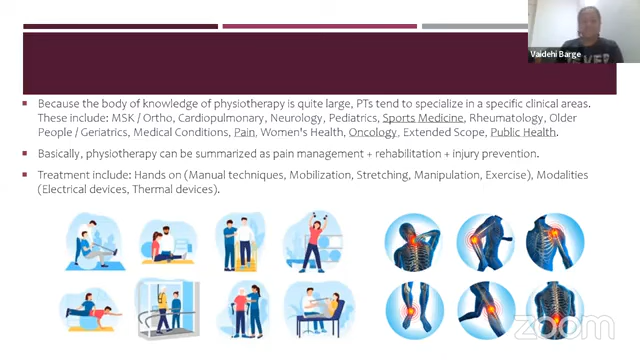 Vaidehi Barge
Because the body of knowledge of physiotherapy is quite large, PTs tend to specialize in a specific clinical areas.
These include: MSK / Ortho, Cardiopulmonary, Neurology, Pediatrics, Sports Medicine, Rheumatology, Older
People / Geriatrics, Medical Conditions, Pain, Women's Health, Oncology, Extended Scope, Public Health.
Basically, physiotherapy can be summarized as pain management + rehabilitation + injury prevention.
Treatment include: Hands on (Manual techniques, Mobilization, Stretching, Manipulation, Exercise), Modalities
(Electrical devices, Thermal devices).
zoom